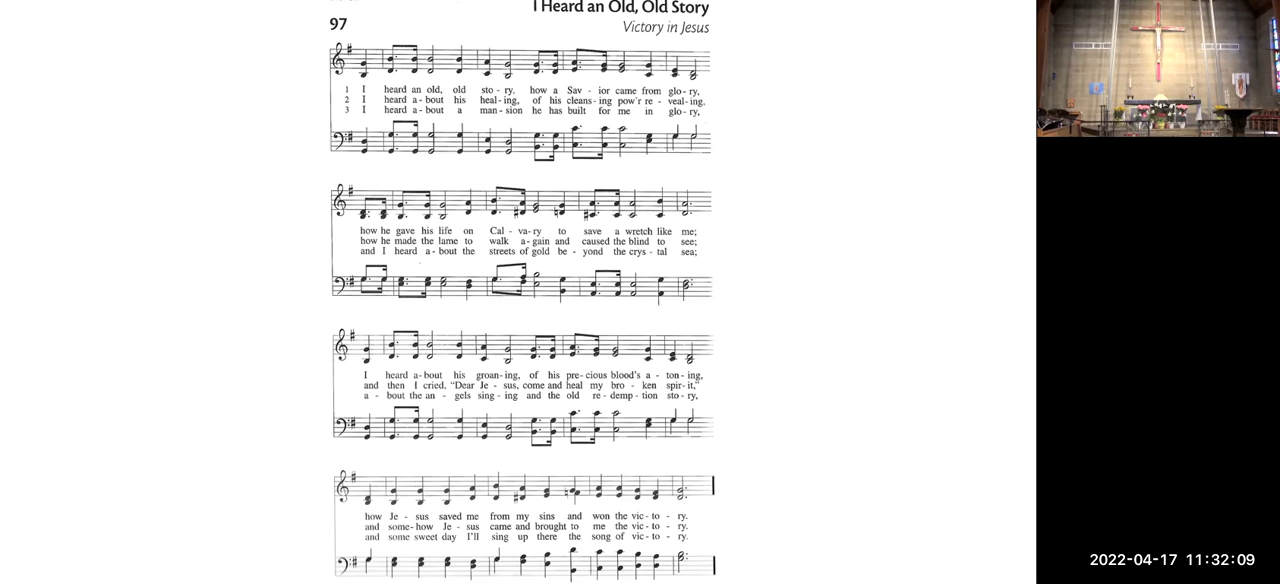 I Heard an Old, Old Story
97
Victory in Jesus
1 I heard an old, old sto - ry, how a Sav - ior came from glo - ry,
2 I heard a - bout his heal - ing, of his cleans - ing pow'r re - veal - ing.
3 I heard a - bout a man - sion he has built for me in glo - ry,
how he gave his life on Cal - va - ry to save a wretch like me;
how he made the lame to walk a - gain and caused the blind to see;
and I heard a - bout the streets of gold be - yond the crys - tal sea;
I heard a - bout his groan - ing, of his pre - cious blood's a - ton - ing,
and then I cried, "Dear Je - sus, come and heal my bro - ken spir - it,"
a - bout the an - gels sing - ing and the old re - demp - tion sto - ry,
how Je - sus saved me from my sins and won the vic - to - ry.
and some - how Je - sus came and brought to me the vic - to - ry.
and some sweet day I'll sing up there the song of vic - to - ry.
2022-04-17 11:32:09